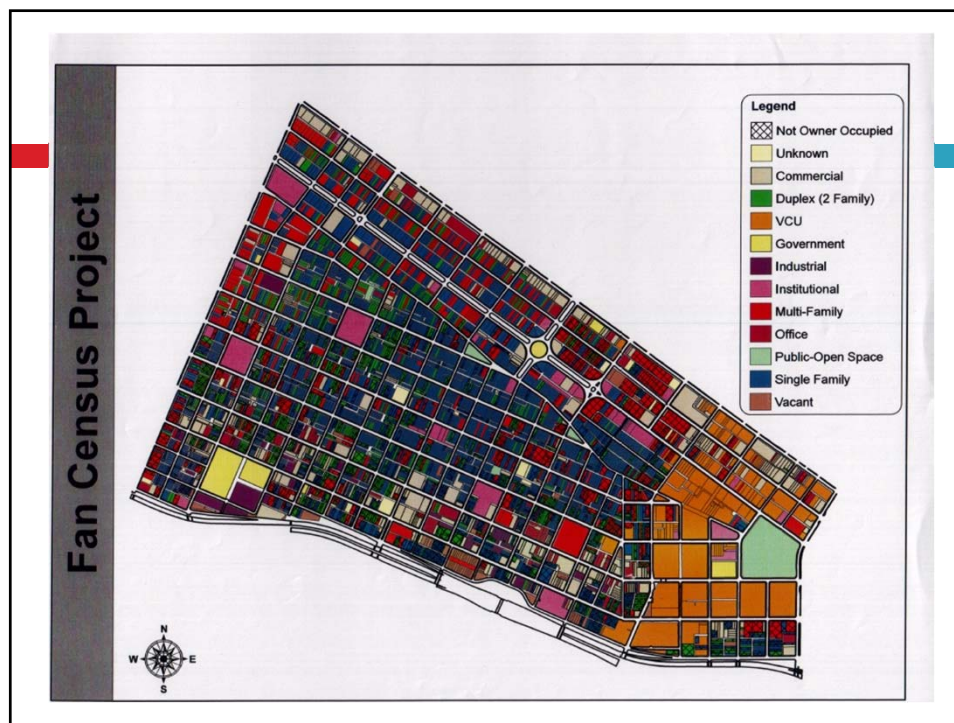 Fan Census Project
Legend
Not Owner Occupied
Unknown
Commercial
Duplex (2 Family)
VCU
Government
Industrial
Institutional
Multi-Family
Office
Public-Open Space
Single Family
Vacant
N
W E
S